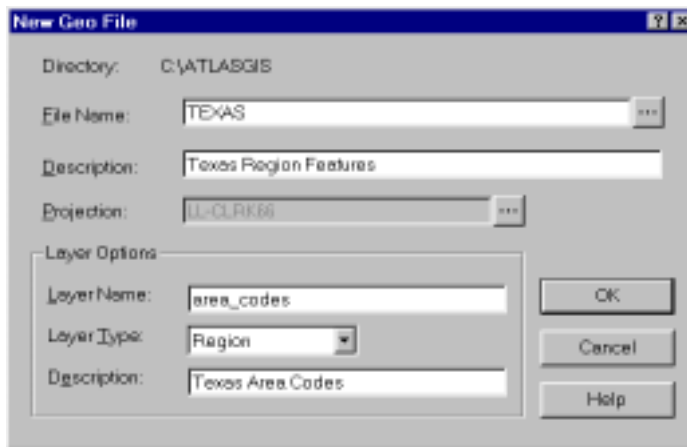 New Geo File
Directory: C:\ATLASGIS
File Name: TEXAS ...
Description: Texas Region Features
Projection: LL-CLRK66 ...
Layer Options
Layer Name: area_codes
Layer Type: Region
Description: Texas Area Codes
OK
Cancel
Help